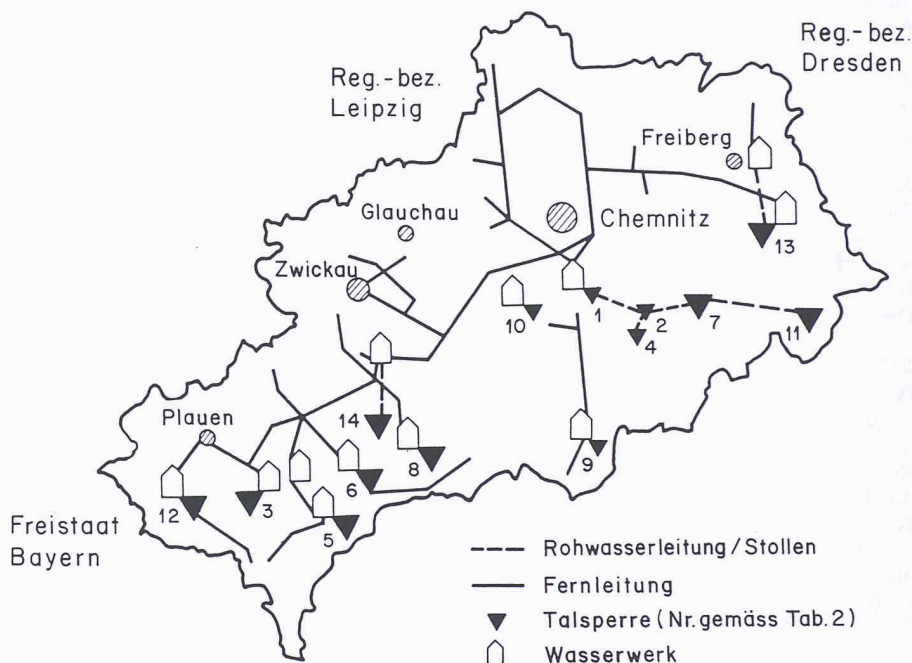 Reg.-bez.
Dresden
Reg.-bez.
Leipzig
Freiberg
Glauchau
Chemnitz
13
Zwickau
10
1
2
7
11
4
Plauen
14
8
9
12
3
6
5
Freistaat
Bayern
Rohwasserleitung/Stollen
Fernleitung
Talsperre (Nr. gemäss Tab. 2)
Wasserwerk